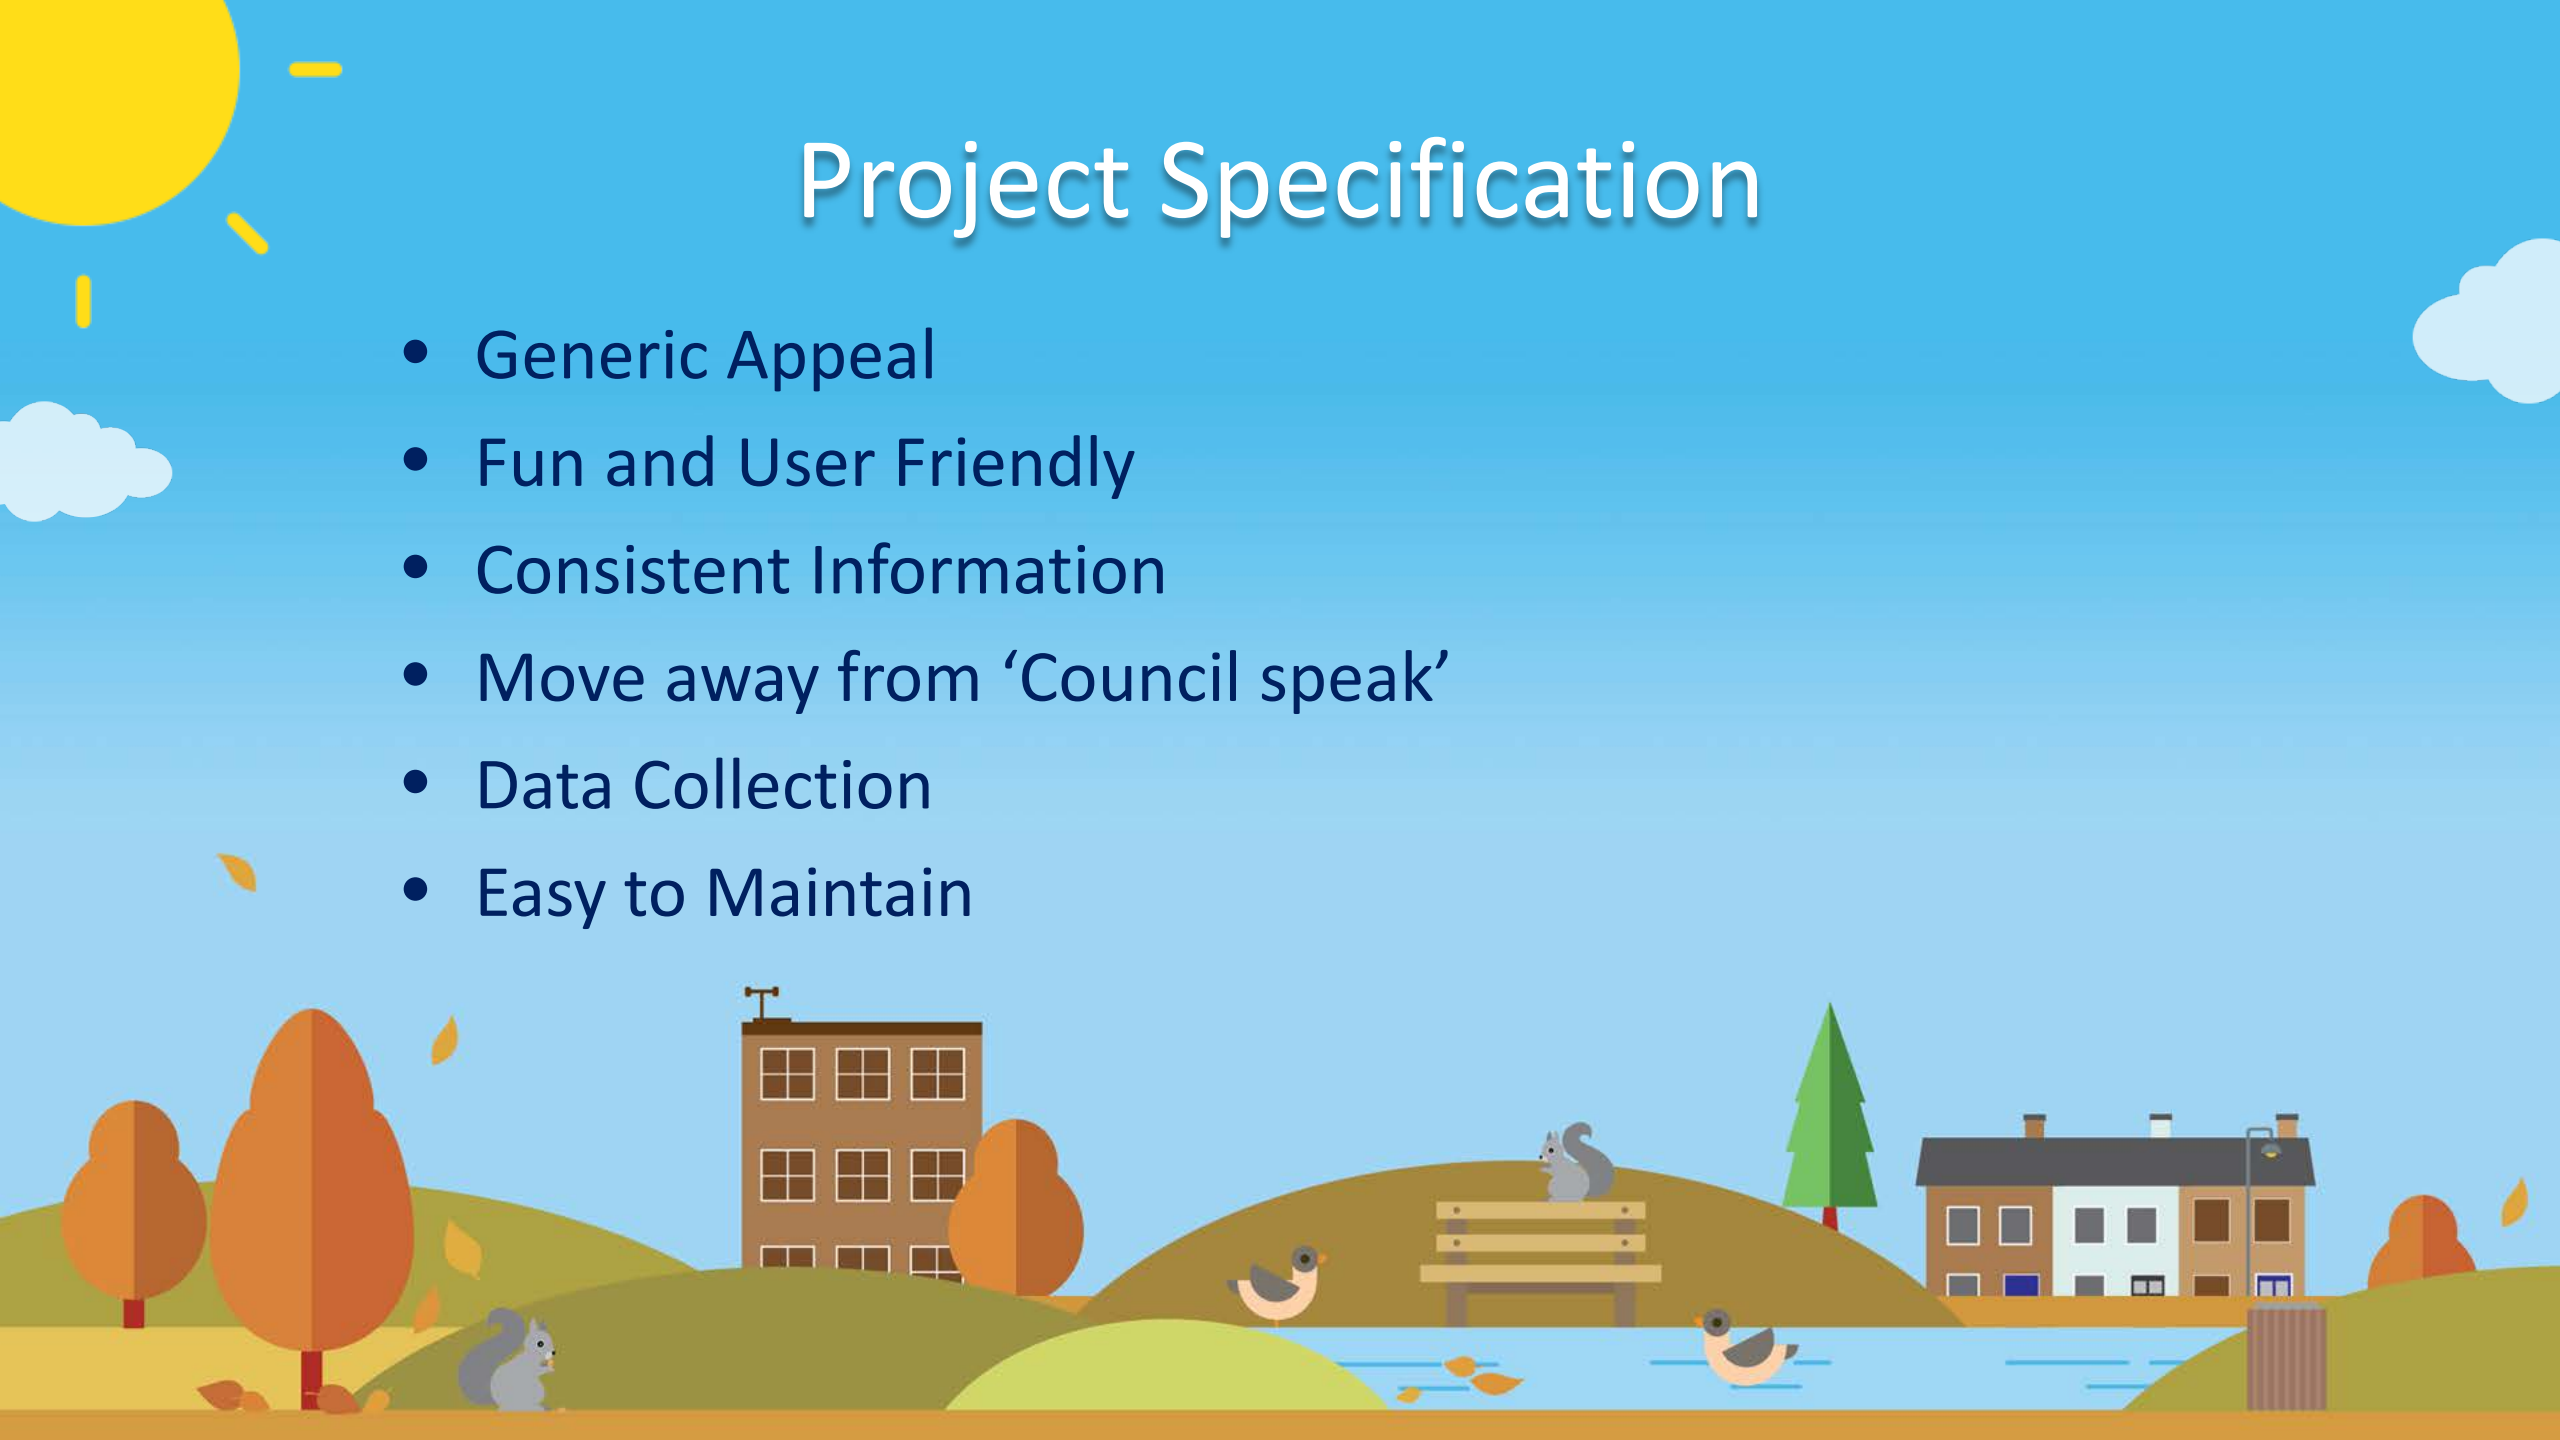 Project Specification
• Generic Appeal
• Fun and User Friendly
• Consistent Information
• Move away from ‘Council speak’
• Data Collection
• Easy to Maintain